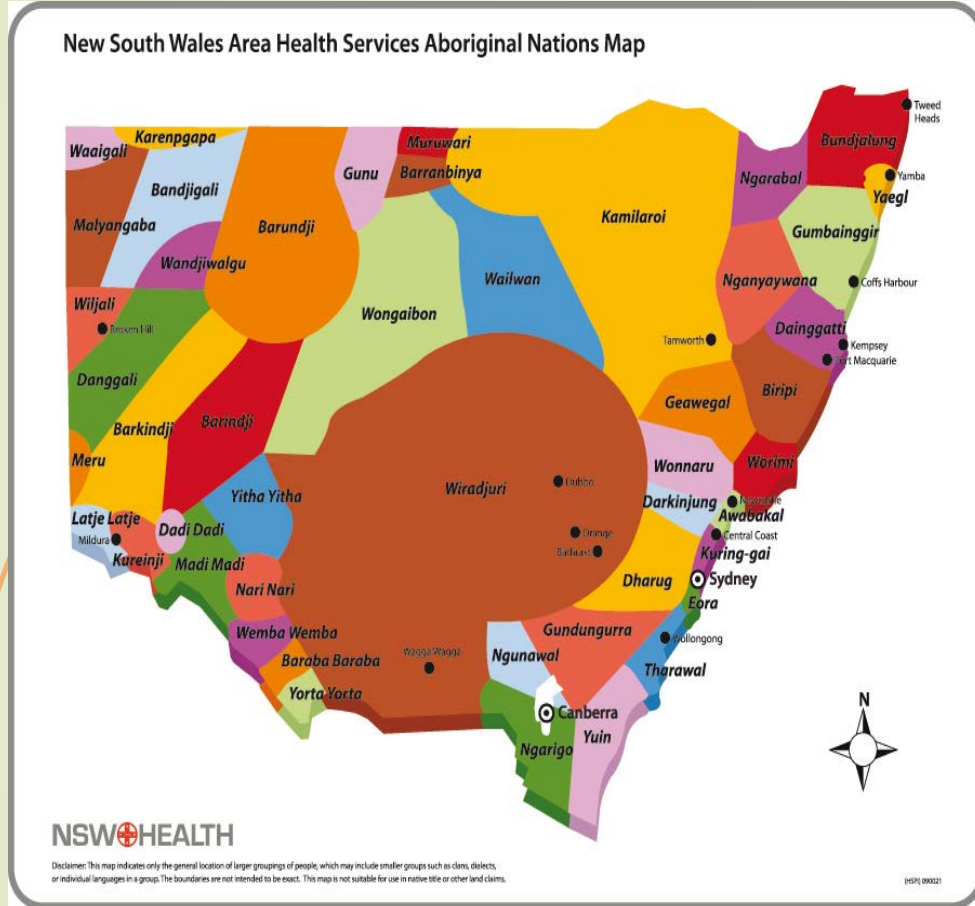 New South Wales Area Health Services Aboriginal Nations Map
Tweed
Heads
Bundjalung
Karenpgapa
Muruwari
Waaigali
Gunu
Barranbinya
Ngarabal
Yamba
Bandjigali
Yaegl
Kamilaroi
Malyangaba
Barundji
Gumbainggir
Wandjiwalgu
Wailwan
Nganyaywana
Coffs Harbour
Wiljali
Wongaibon
Broken Hill
Dainggatti
Tamworth
Kempsey
Port Macquarie
Danggali
Biripi
Geawegal
Barkindji
Barindji
Meru
Wonnaru
Worimi
Dubbo
Wiradjuri
Yitha Yitha
Darkinjung
Newcastle
Awabakal
Latje Latje
Dadi Dadi
Orange
Central Coast
Mildura
Bathurst
Kuring-gai
Kureinji
Madi Madi
Dharug
Sydney
Nari Nari
Eora
Gundungurra
Wemba Wemba
Wollongong
Ngunawal
Wagga Wagga
Baraba Baraba
Tharawal
Yorta Yorta
N
Canberra
Yuin
Ngarigo
NSW HEALTH
Disclaimer: This map indicates only the general location of larger groupings of people, which may include smaller groups such as clans, dialects,
or individual languages in a group. The boundaries are not intended to be exact. This map is not suitable for use in native title or other land claims.
(HSPI) 090021